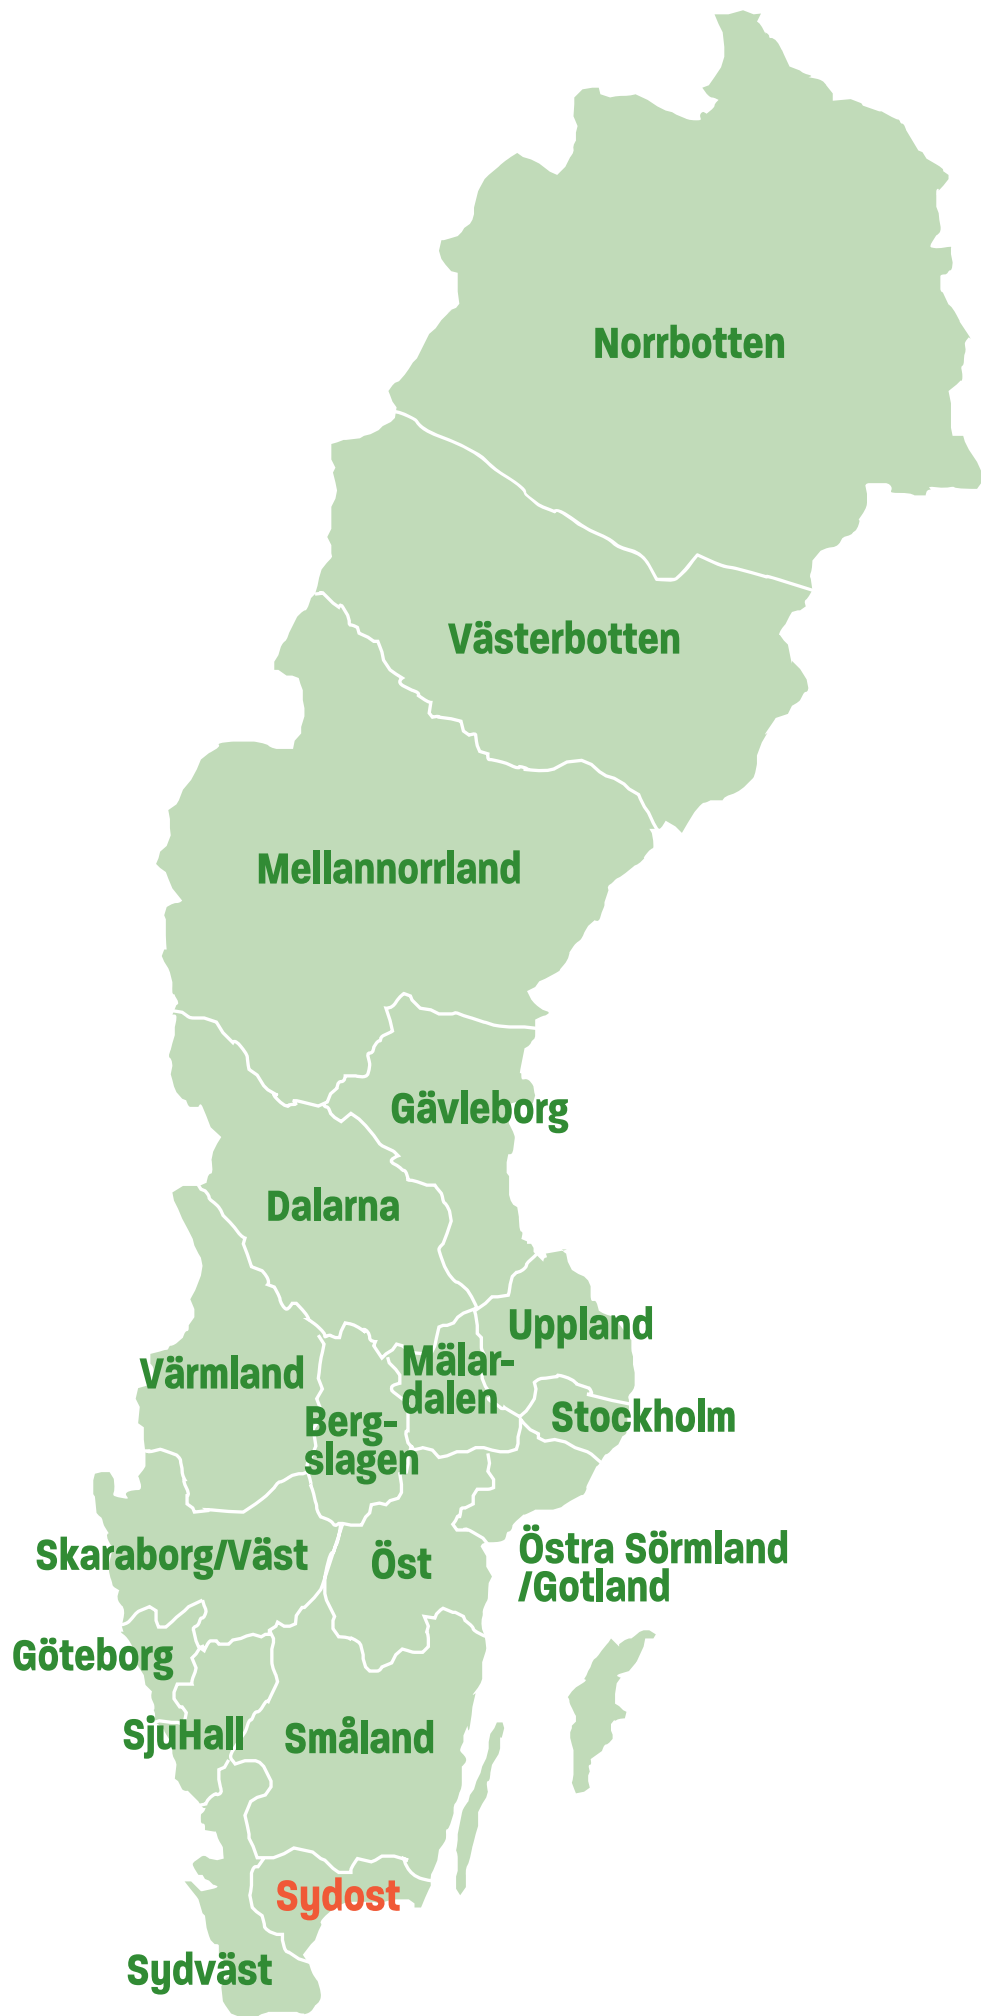 Norrbotten
Västerbotten
Mellannorrland
Gävleborg
Dalarna
Uppland
Mälar-
dalen
Värmland
Stockholm
Berg-
slagen
Östra Sörmland
/Gotland
Skaraborg/Väst
Öst
Göteborg
SjuHall
Småland
Sydost
Sydväst